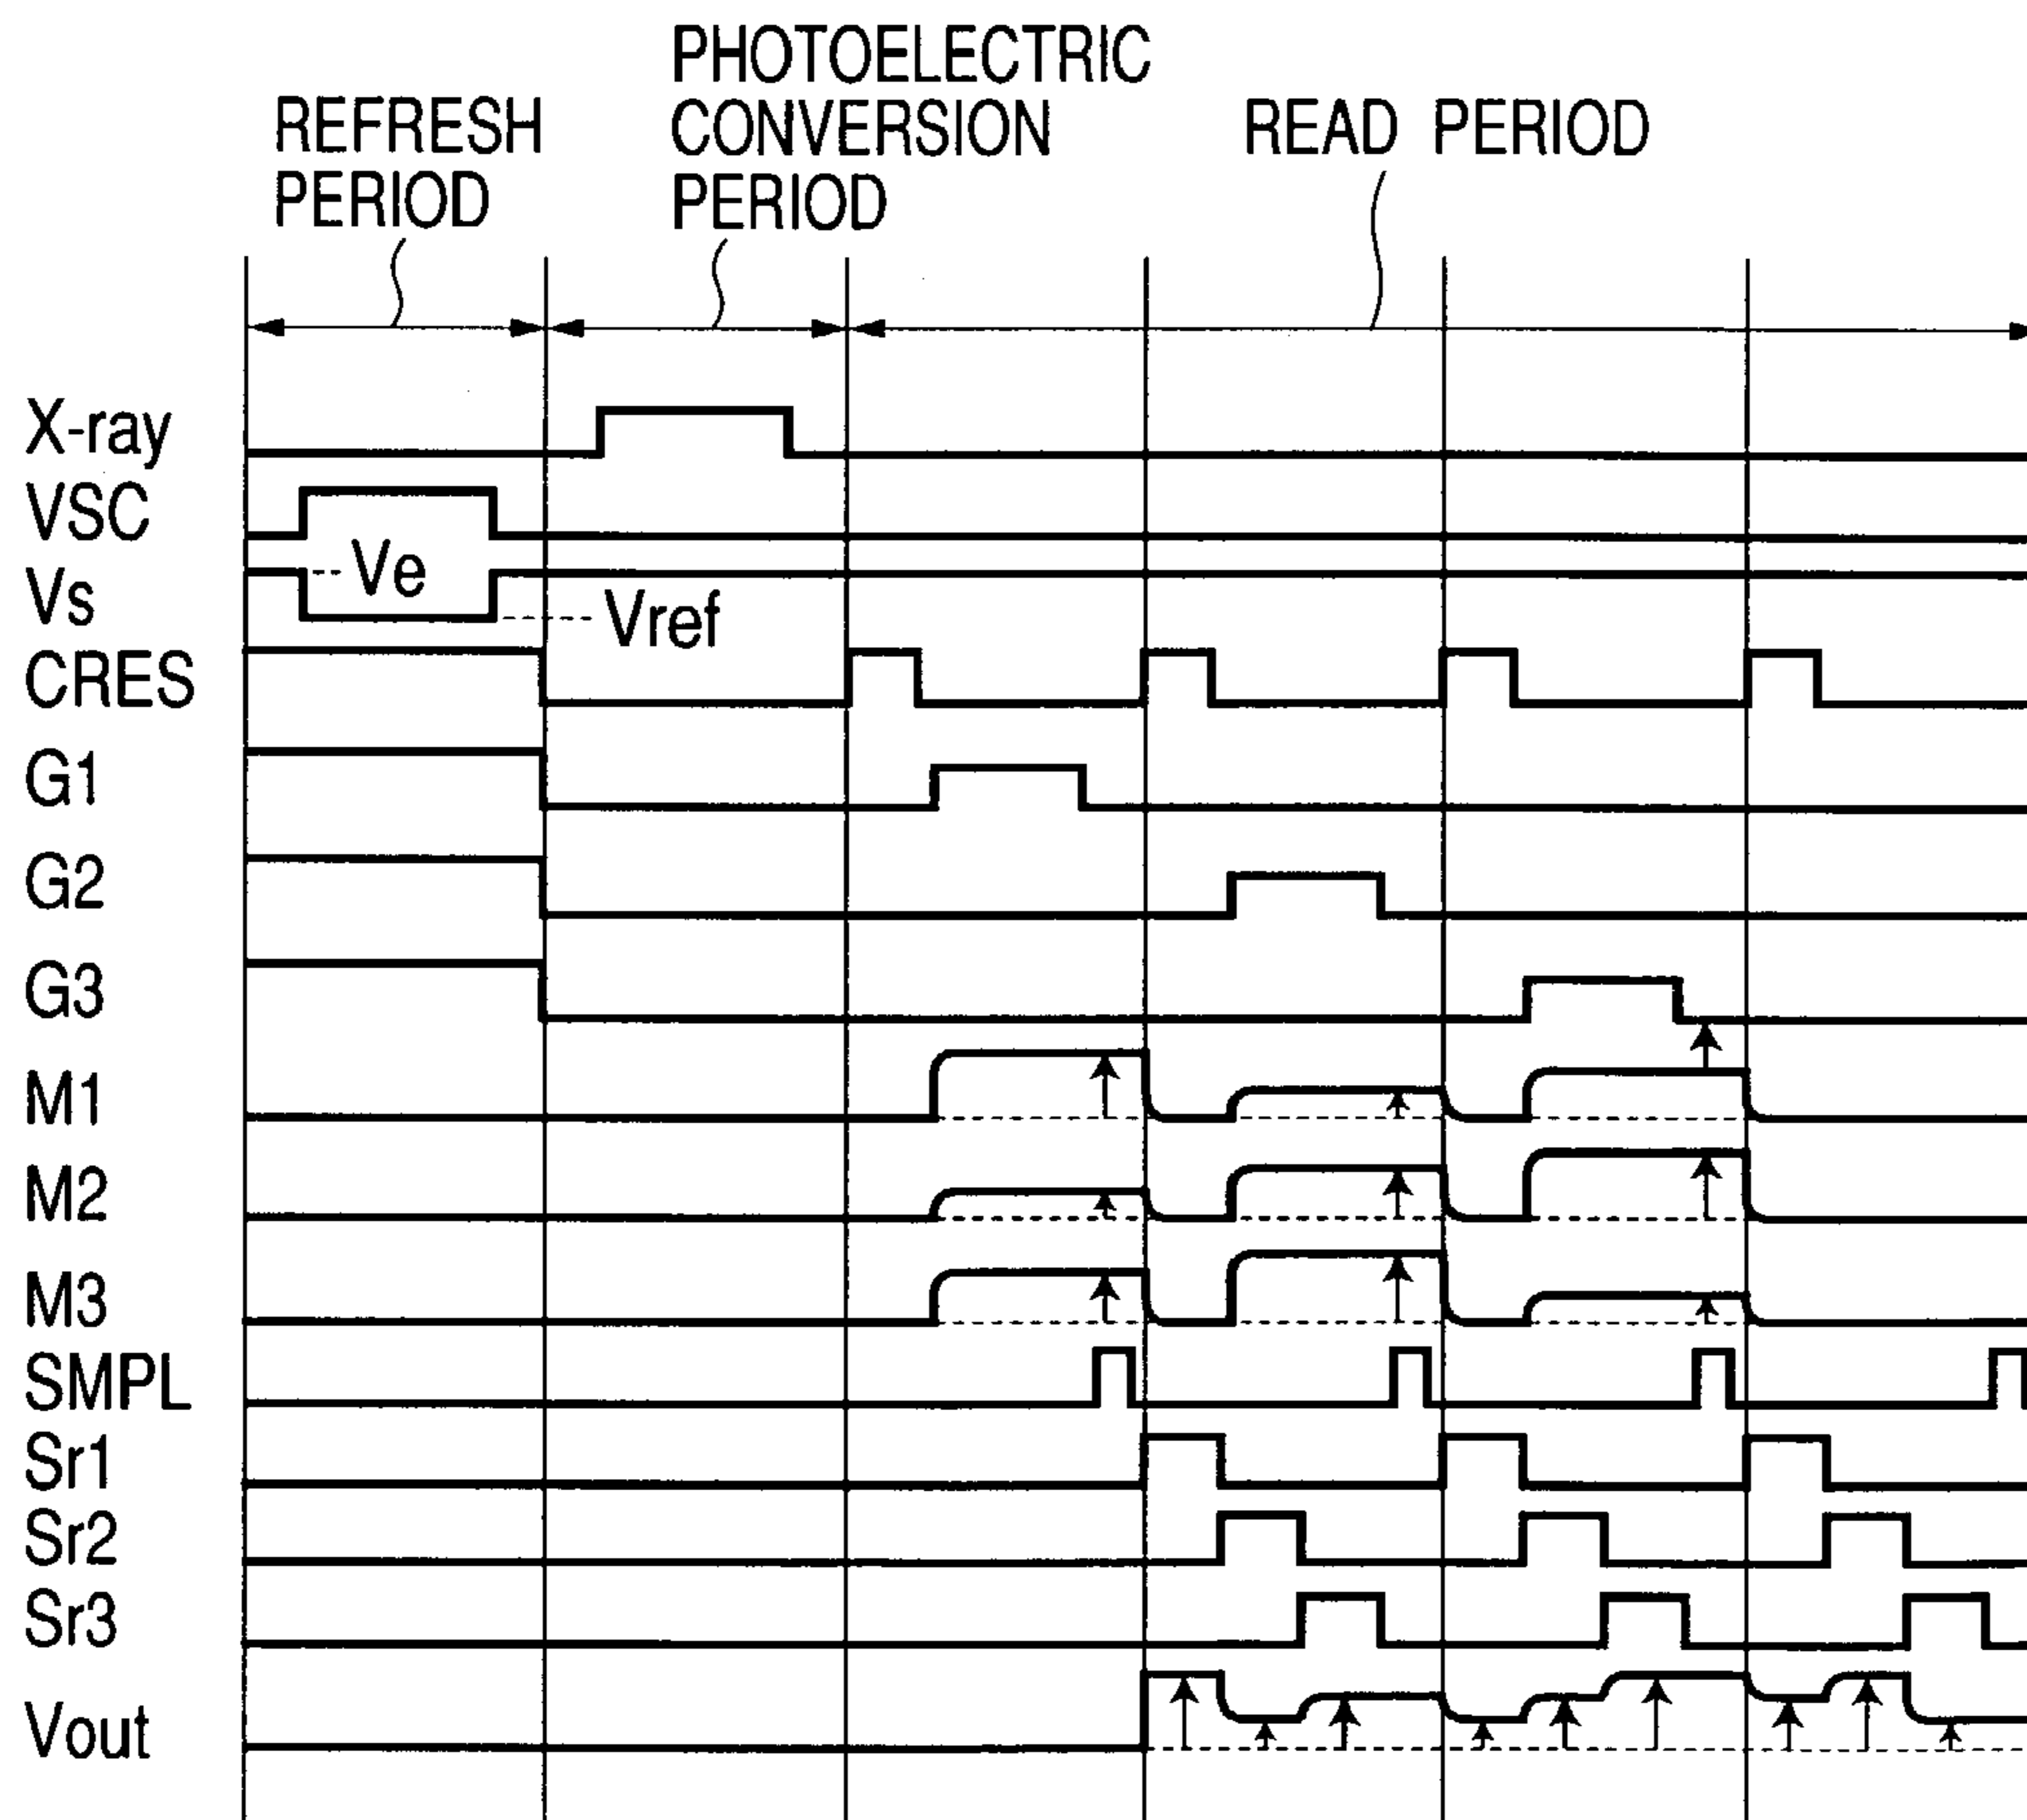 REFRESH
PERIOD
PHOTOELECTRIC
CONVERSION
PERIOD
READ PERIOD
X-ray
VSC
Ve
Vs
Vref
CRES
G1
G2
G3
M1
M2
M3
SMPL
Sr1
Sr2
Sr3
Vout